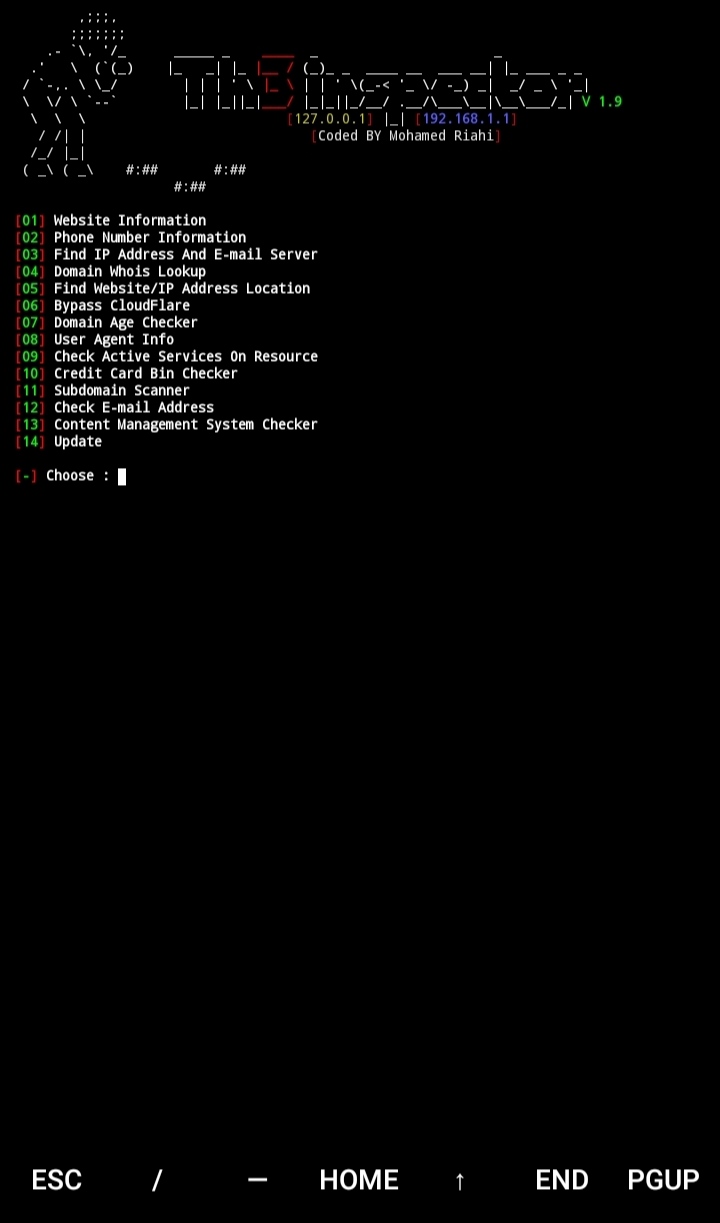 Th3inspector
V 1.9
[127.0.0.1] |_| [192.168.1.1]
[Coded BY Mohamed Riahi]
#:## #:##
#:##
[01] Website Information
[02] Phone Number Information
[03] Find IP Address And E-mail Server
[04] Domain Whois Lookup
[05] Find Website/IP Address Location
[06] Bypass CloudFlare
[07] Domain Age Checker
[08] User Agent Info
[09] Check Active Services On Resource
[10] Credit Card Bin Checker
[11] Subdomain Scanner
[12] Check E-mail Address
[13] Content Management System Checker
[14] Update
[-] Choose :
ESC / — HOME ↑ END PGUP